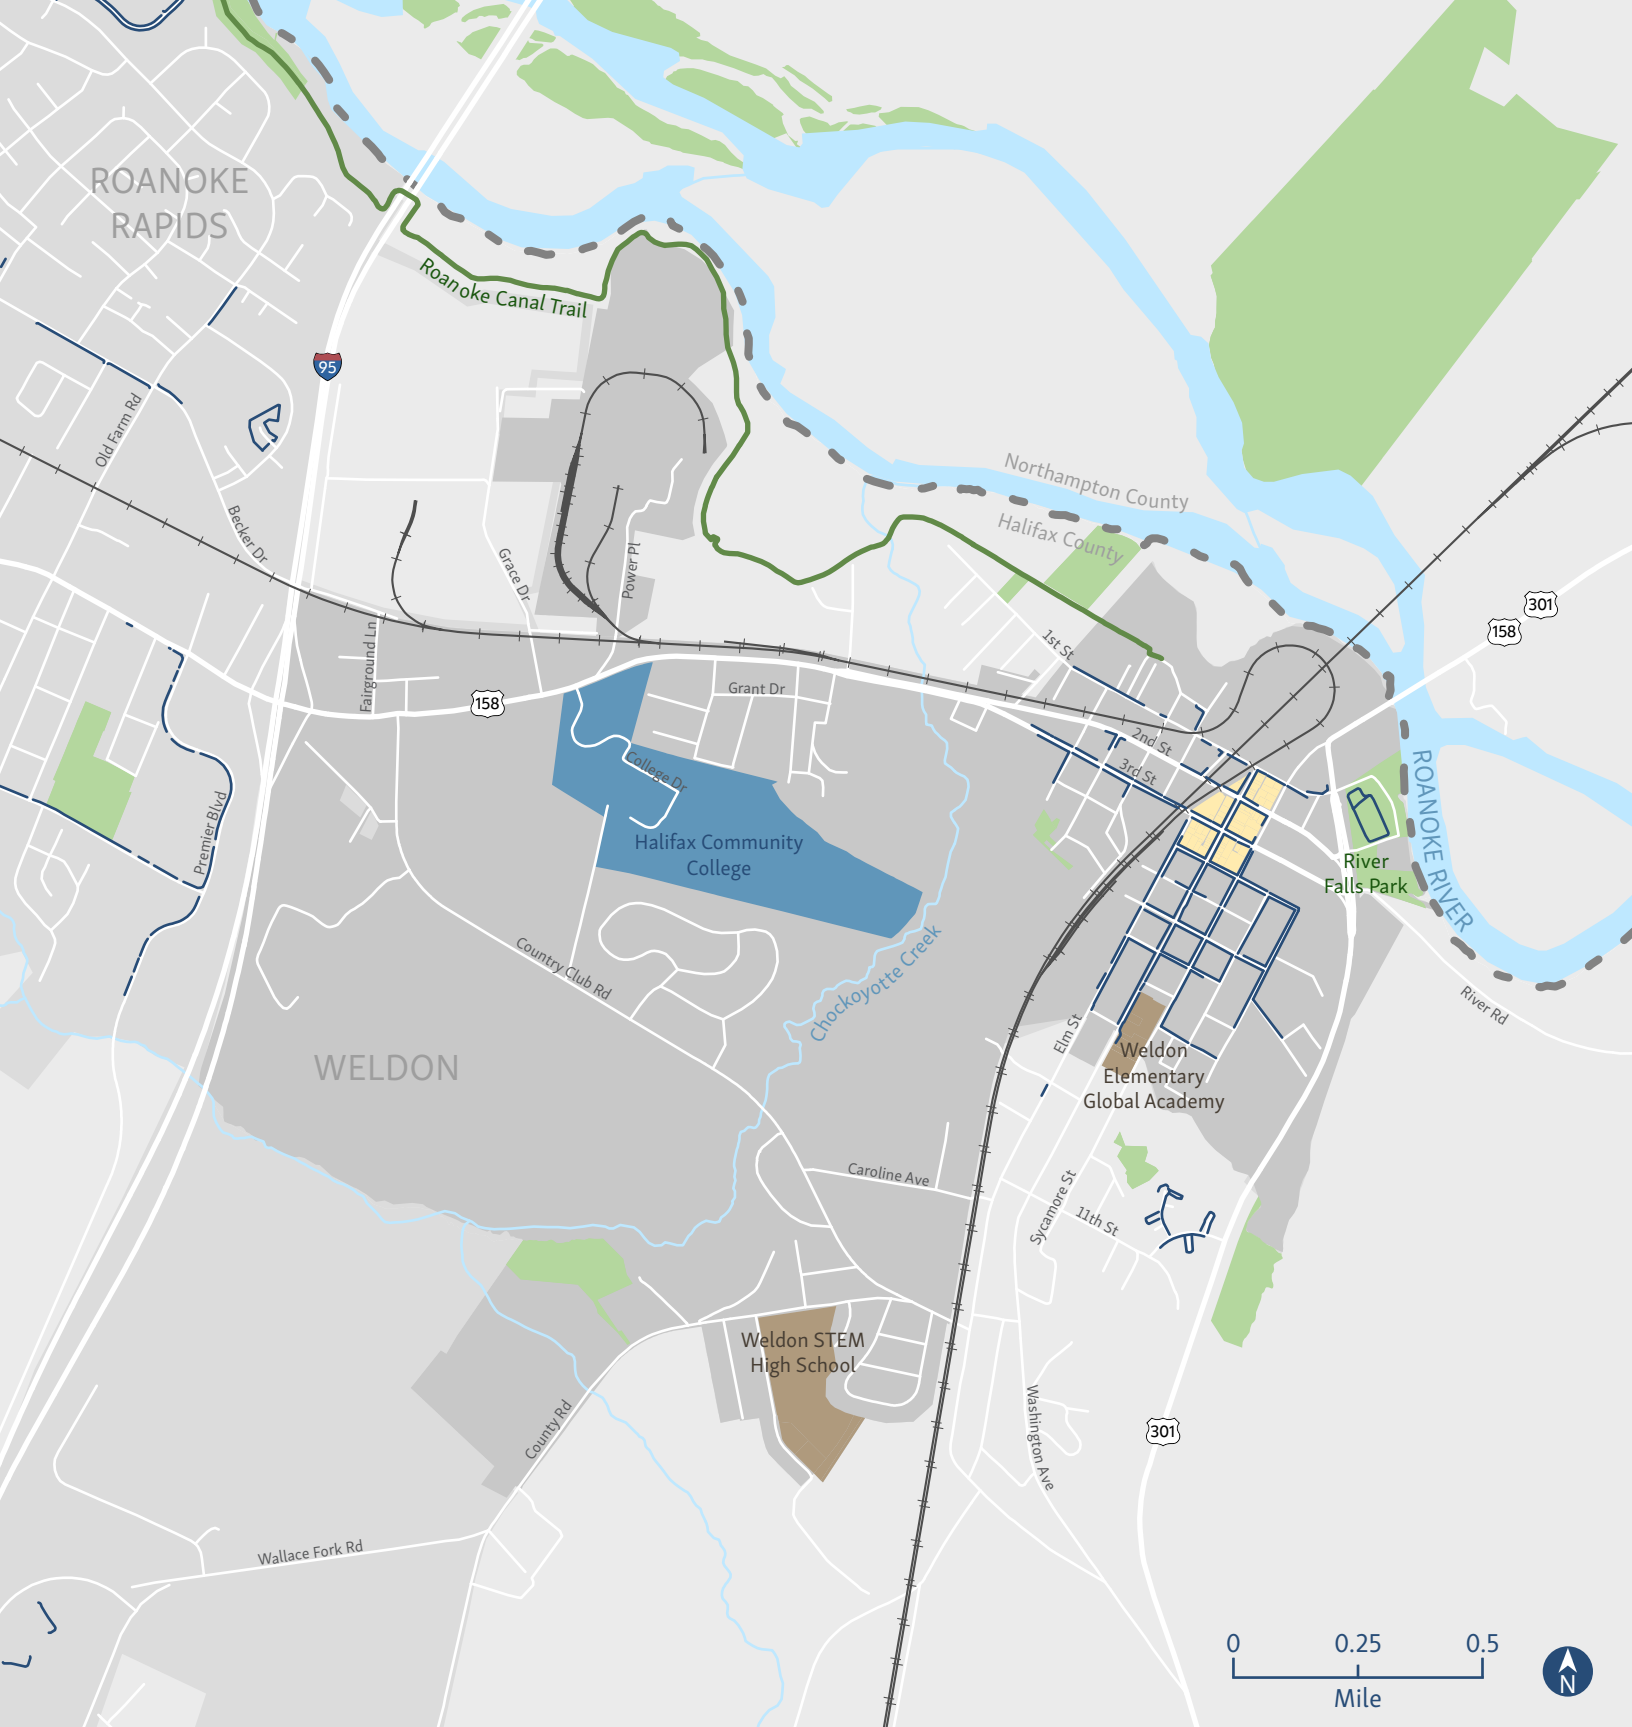 ROANOKE
RAPIDS
Roanoke Canal Trail
95
Old Farm Rd
Northampton County
Halifax County
Becker Dr
Grace Dr
Power Pl
301
158
Fairground Ln
1st St
158
Grant Dr
2nd St
College Dr
3rd St
Premier Blvd
Halifax Community
College
ROANOKE RIVER
River
Falls Park
Country Club Rd
Chockoyotte Creek
River Rd
Elm St
WELDON
Weldon
Elementary
Global Academy
Caroline Ave
Sycamore St
11th St
Weldon STEM
High School
County Rd
Washington Ave
301
Wallace Fork Rd
0 0.25 0.5
Mile
N